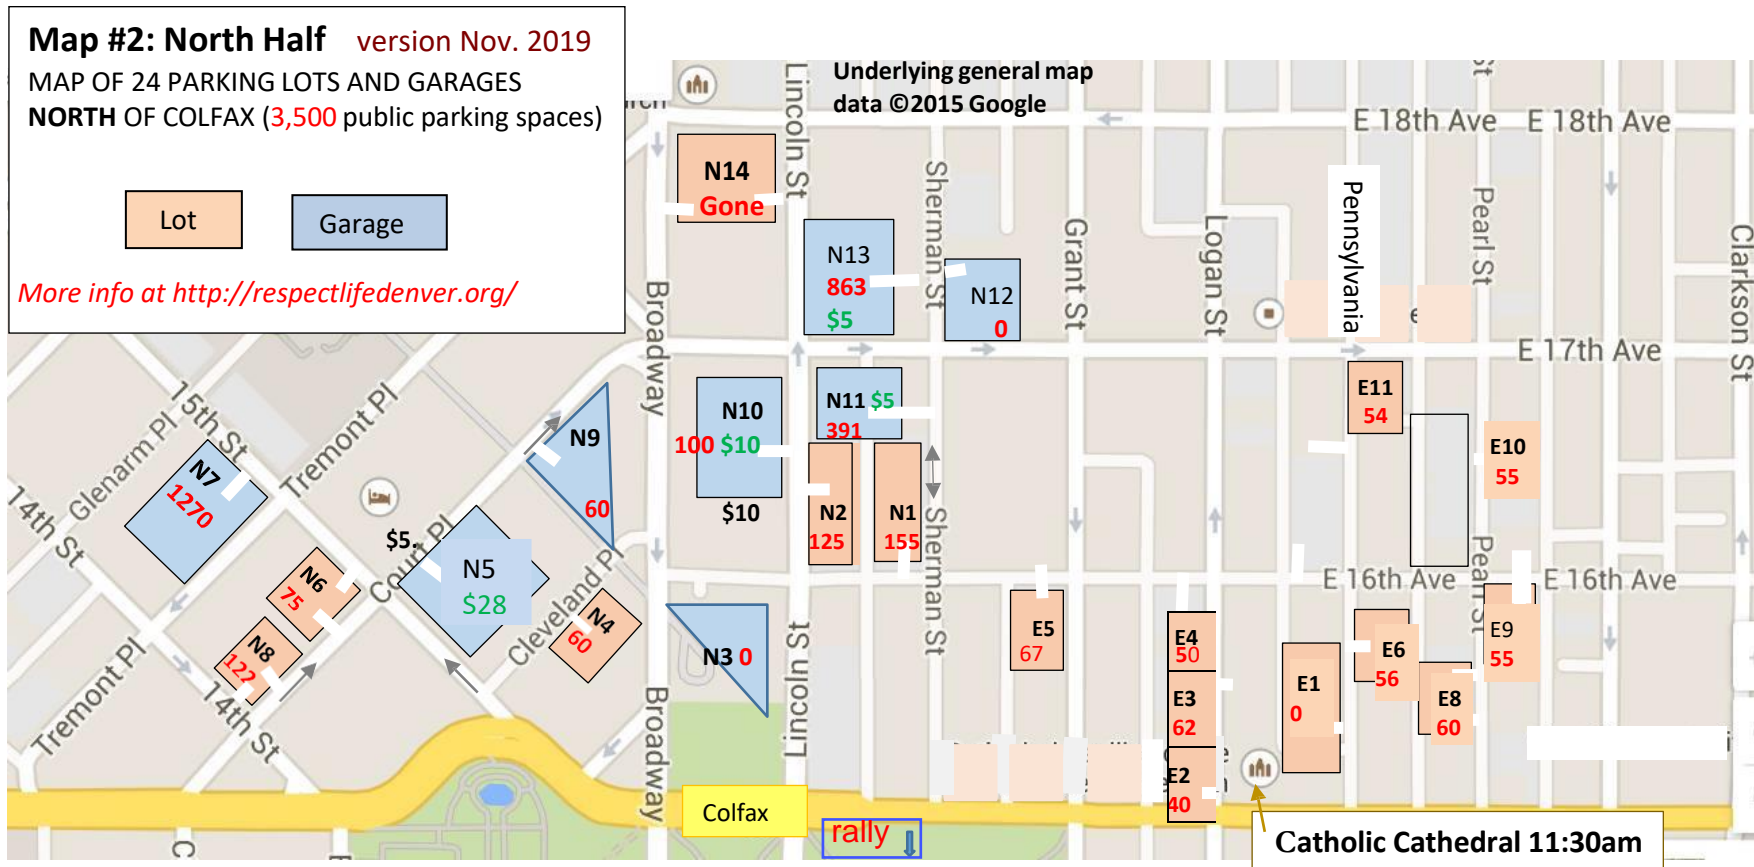 Map #2: North Half version Nov. 2019
MAP OF 24 PARKING LOTS AND GARAGES
NORTH OF COLFAX (3,500 public parking spaces)
Lot
Garage
More info at http://respectlifedenver.org/
Underlying general map
data ©2015 Google
E 18th Ave
E 18th Ave
Lincoln St
N14
Gone
Sherman St
Pennsylvania
Pearl St
Grant St
Logan St
Clarkson St
N13
863
$5
N12
0
Broadway
E 17th Ave
15th St
Tremont Pl
Glenarm Pl
N9
60
N10
100 $10
$10
N11 $5
391
E11
54
E10
55
N7
1270
14th St
N2
125
N1
155
Sherman St
$5.
Court Pl
N5
S28
Cleveland Pl
N6
75
N4
60
E 16th Ave
E 16th Ave
Pearl St
N8
122
14th St
Tremont Pl
N3 0
Lincoln St
Broadway
E5
67
E4
50
E3
62
E2
40
E1
0
E6
56
E8
60
E9
55
Colfax
rally
Catholic Cathedral 11:30am